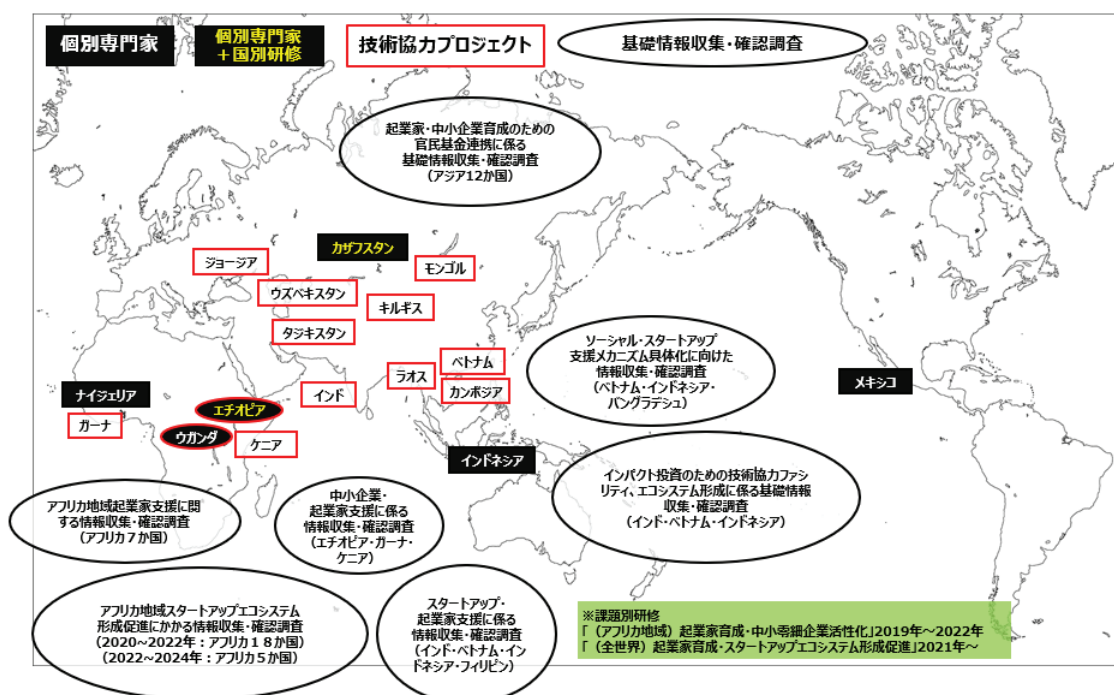 個別専門家
個別専門家
＋国別研修
技術協力プロジェクト
基礎情報収集・確認調査
起業家・中小企業育成のための
官民基金連携に係る
基礎情報収集・確認調査
（アジア12か国）
カザフスタン
ジョージア
モンゴル
ウズベキスタン
キルギス
タジキスタン
ソーシャル・スタートアップ
支援メカニズム具体化に向けた
情報収集・確認調査
（ベトナム・インドネシア・
バングラデシュ）
ベトナム
ラオス
カンボジア
インド
メキシコ
ナイジェリア
エチオピア
ガーナ
ウガンダ
ケニア
インドネシア
インパクト投資のための技術協力ファシ
リティ、エコシステム形成に係る基礎情報
収集・確認調査
（インド・ベトナム・インドネシア）
アフリカ地域起業家支援に関
する情報収集・確認調査
（アフリカ７か国）
中小企業・
起業家支援に係る
情報収集・確認調査
（エチオピア・ガーナ・
ケニア）
アフリカ地域スタートアップエコシステム
形成促進にかかる情報収集・確認調査
（2020～2022年：アフリカ１８か国）
（2022～2024年：アフリカ５か国）
スタートアップ・
起業家支援に係る
情報収集・確認調査
（インド・ベトナム・イン
ドネシア・フィリピン）
※課題別研修
「（アフリカ地域）起業家育成・中小零細企業活性化」2019年～2022年
「（全世界）起業家育成・スタートアップエコシステム形成促進」2021年～